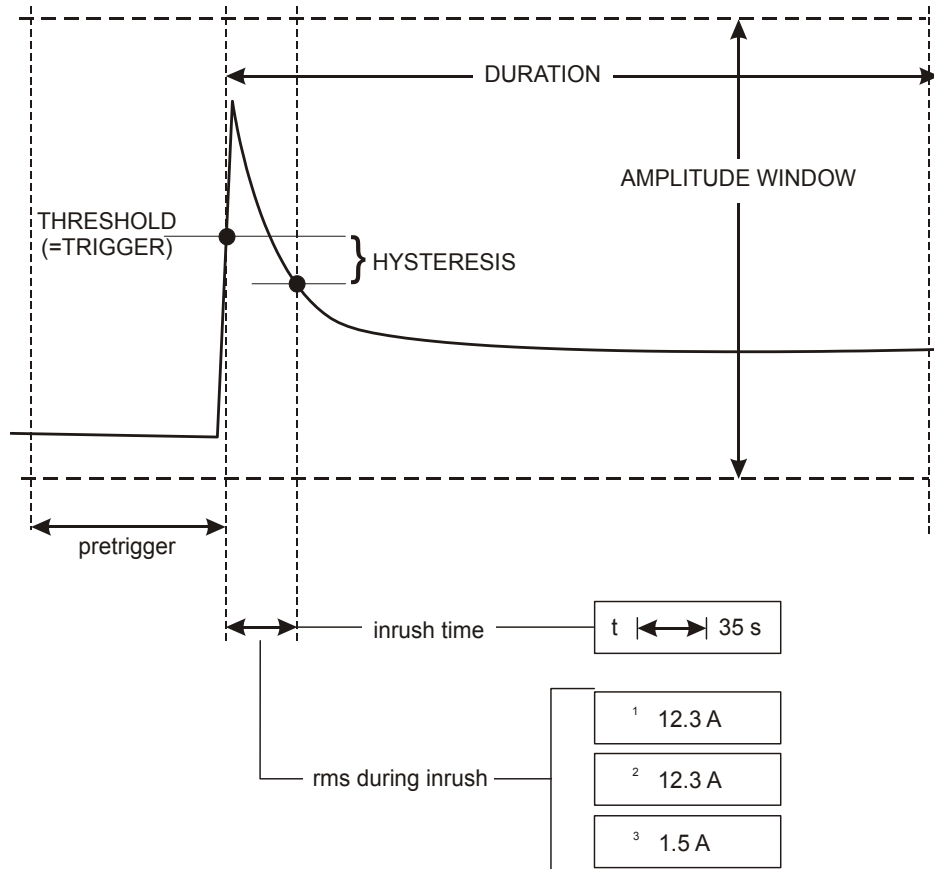 DURATION
AMPLITUDE WINDOW
THRESHOLD
(=TRIGGER)
HYSTERESIS
pretrigger
inrush time
t 35 s
rms during inrush
1 12.3 A
2 12.3 A
3 1.5 A